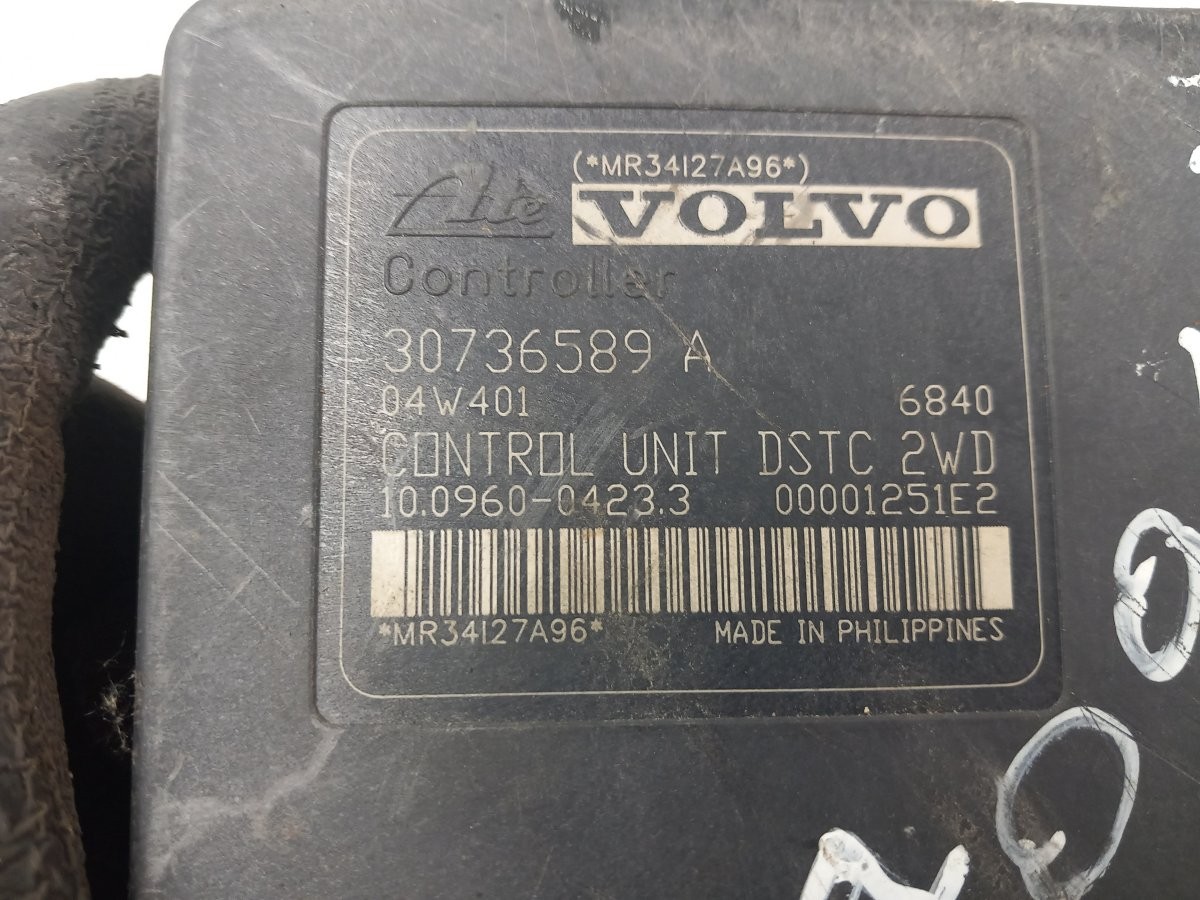 (*MR34I27A96*)
Ate VOLVO
Controller
30736589 A
04W401 6840
CONTROL UNIT DSTC 2WD
10.0960-0423.3 00001251E2
*MR34I27A96* MADE IN PHILIPPINES